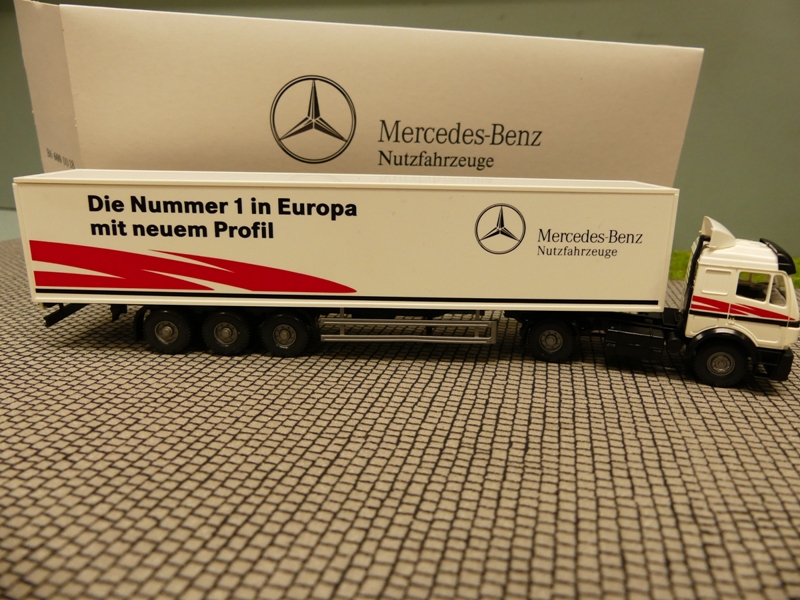 Mercedes-Benz
Nutzfahrzeuge
Die Nummer 1 in Europa
mit neuem Profil
Mercedes-Benz
Nutzfahrzeuge